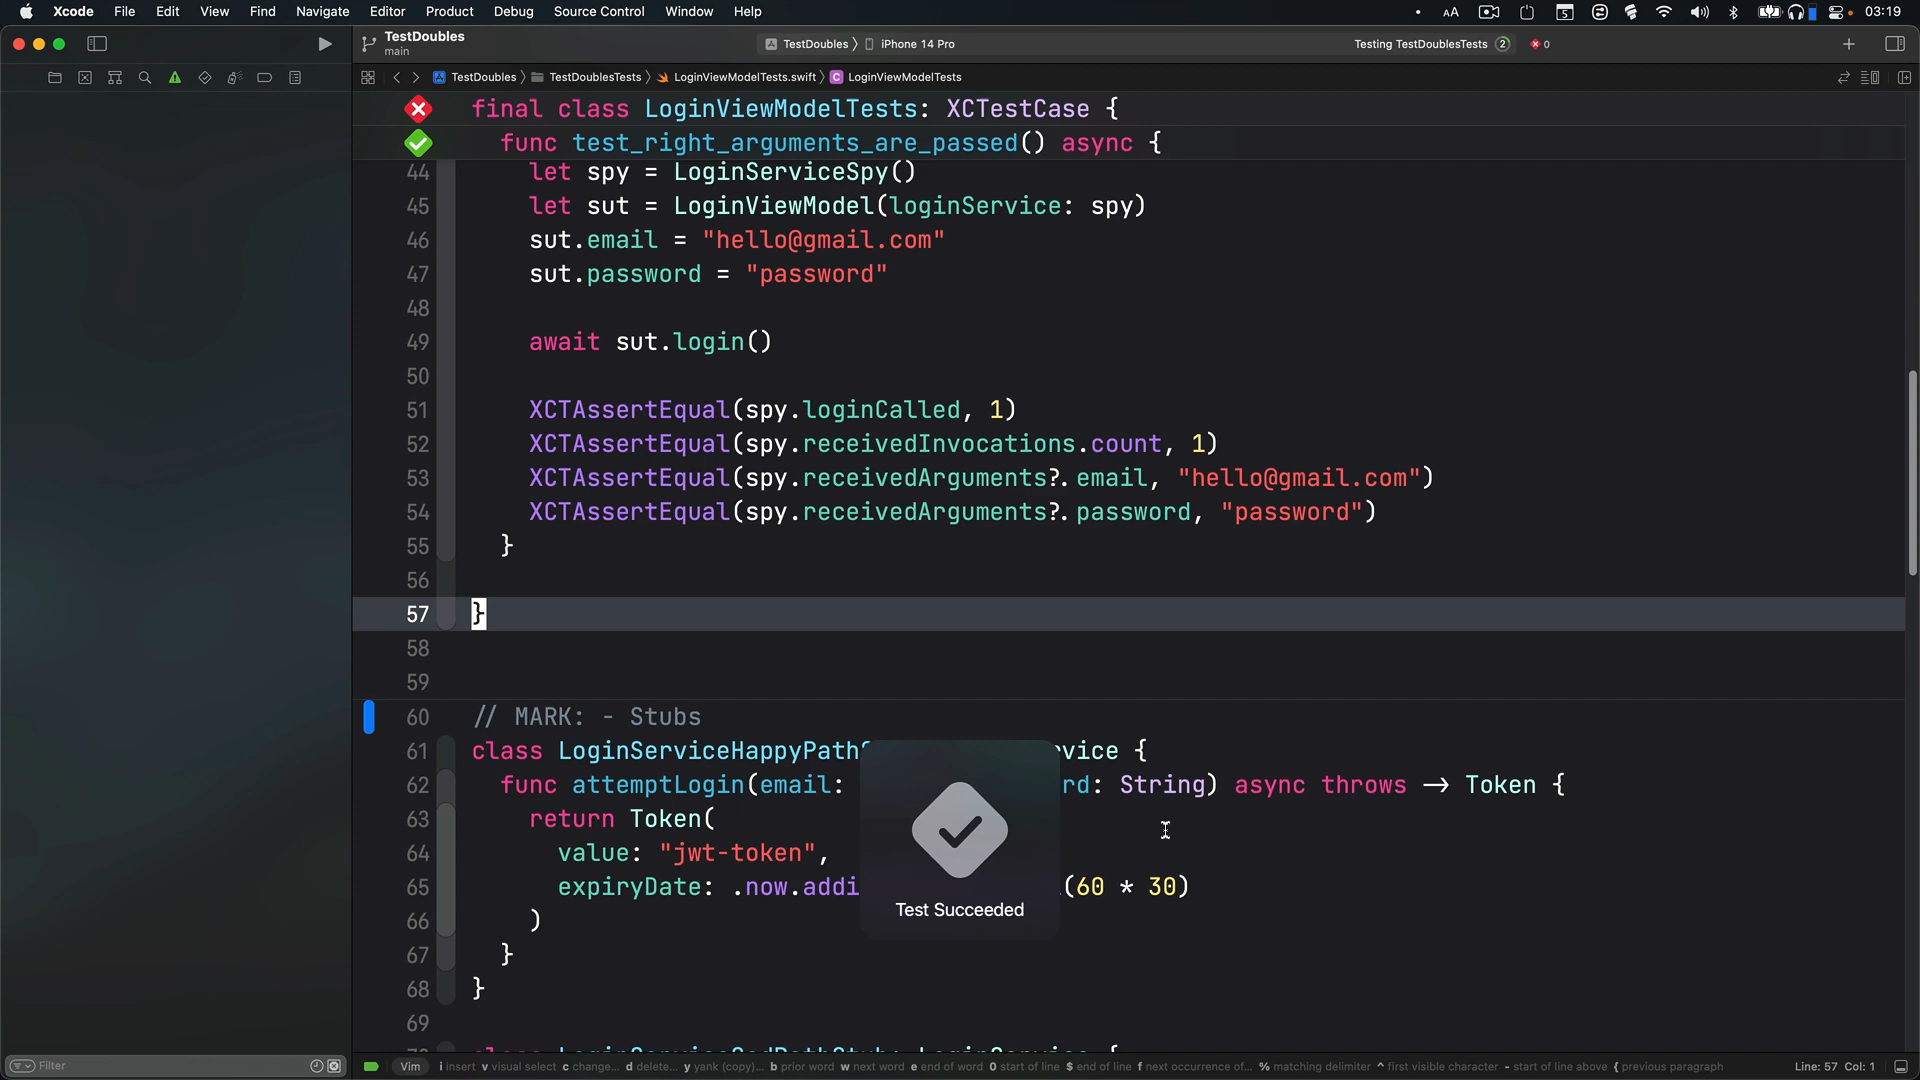 Xcode File Edit View Find Navigate Editor Product Debug Source Control Window Help
AA 5 03:19
TestDoubles
main
TestDoubles iPhone 14 Pro
Testing TestDoublesTests 2 0
TestDoubles TestDoublesTests LoginViewModelTests.swift C LoginViewModelTests
final class LoginViewModelTests: XCTestCase {
func test_right_arguments_are_passed() async {
44 let spy = LoginServiceSpy()
45 let sut = LoginViewModel(loginService: spy)
46 sut.email = "hello@gmail.com"
47 sut.password = "password"
48
49 await sut.login()
50
51 XCTAssertEqual(spy.loginCalled, 1)
52 XCTAssertEqual(spy.receivedInvocations.count, 1)
53 XCTAssertEqual(spy.receivedArguments?.email, "hello@gmail.com")
54 XCTAssertEqual(spy.receivedArguments?.password, "password")
55 }
56
57 }
58
59
60 // MARK: - Stubs
61 class LoginServiceHappyPath vice {
62 func attemptLogin(email: rd: String) async throws -> Token {
63 return Token(
64 value: "jwt-token",
65 expiryDate: .now.addi (60 * 30)
66 )
67 }
68 }
69
Test Succeeded
Filter
Vim i insert v visual select c change... d delete... y yank (copy)... b prior word w next word e end of word 0 start of line $ end of line f next occurrence of... % matching delimiter ^ first visible character - start of line above { previous paragraph
Line: 57 Col: 1